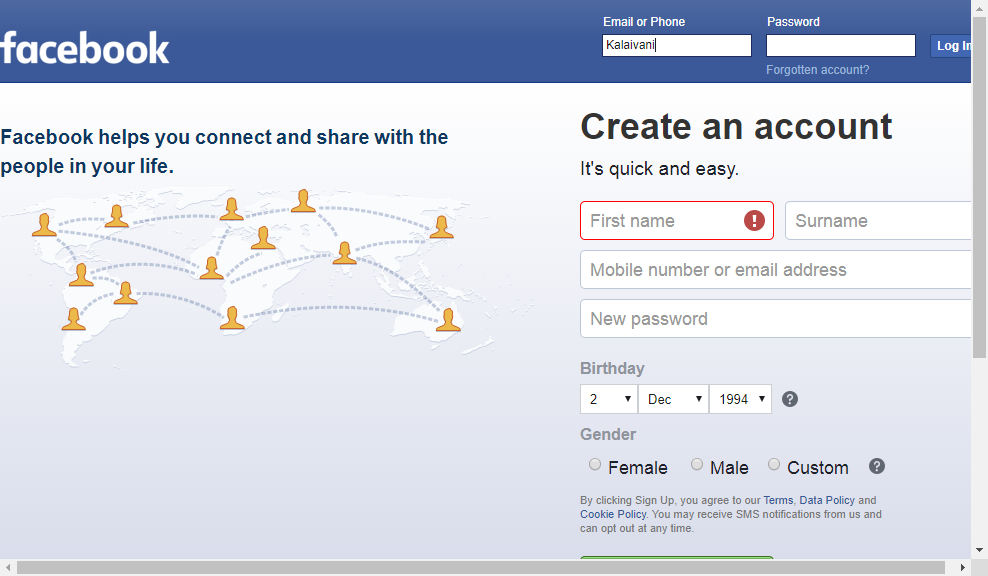 Email or Phone
Password
facebook
Kalaivani
Log In
Forgotten account?
Facebook helps you connect and share with the
people in your life.
Create an account
It's quick and easy.
First name
Surname
Mobile number or email address
New password
Birthday
2
Dec
1994
Gender
Female
Male
Custom
By clicking Sign Up, you agree to our Terms, Data Policy and
Cookie Policy. You may receive SMS notifications from us and
can opt out at any time.